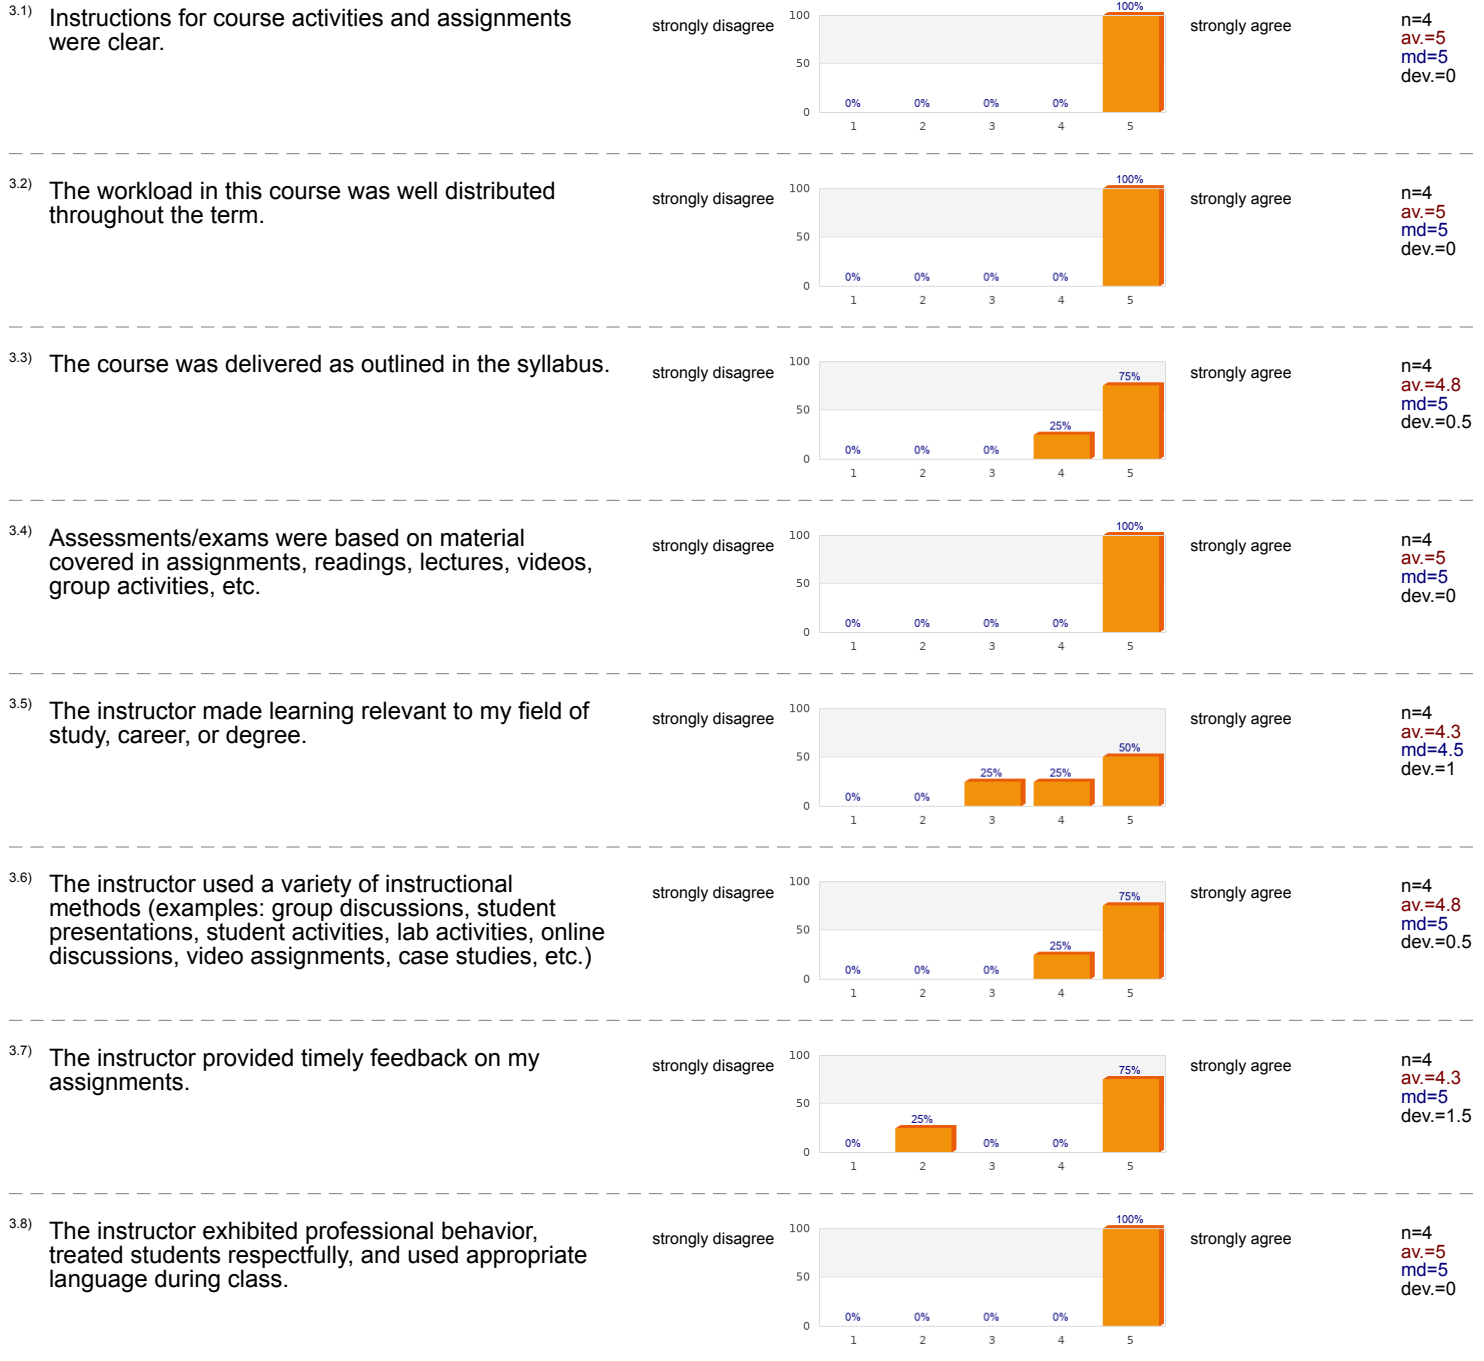 3.1) Instructions for course activities and assignments
were clear.
strongly disagree
100
50
0
0%
0%
0%
0%
100%
1
2
3
4
5
strongly agree
n=4
av.=5
md=5
dev.=0
3.2) The workload in this course was well distributed
throughout the term.
strongly disagree
100
50
0
0%
0%
0%
0%
100%
1
2
3
4
5
strongly agree
n=4
av.=5
md=5
dev.=0
3.3) The course was delivered as outlined in the syllabus.
strongly disagree
100
50
0
0%
0%
0%
25%
75%
1
2
3
4
5
strongly agree
n=4
av.=4.8
md=5
dev.=0.5
3.4) Assessments/exams were based on material
covered in assignments, readings, lectures, videos,
group activities, etc.
strongly disagree
100
50
0
0%
0%
0%
0%
100%
1
2
3
4
5
strongly agree
n=4
av.=5
md=5
dev.=0
3.5) The instructor made learning relevant to my field of
study, career, or degree.
strongly disagree
100
50
0
0%
0%
25%
25%
50%
1
2
3
4
5
strongly agree
n=4
av.=4.3
md=4.5
dev.=1
3.6) The instructor used a variety of instructional
methods (examples: group discussions, student
presentations, student activities, lab activities, online
discussions, video assignments, case studies, etc.)
strongly disagree
100
50
0
0%
0%
0%
25%
75%
1
2
3
4
5
strongly agree
n=4
av.=4.8
md=5
dev.=0.5
3.7) The instructor provided timely feedback on my
assignments.
strongly disagree
100
50
0
0%
25%
0%
0%
75%
1
2
3
4
5
strongly agree
n=4
av.=4.3
md=5
dev.=1.5
3.8) The instructor exhibited professional behavior,
treated students respectfully, and used appropriate
language during class.
strongly disagree
100
50
0
0%
0%
0%
0%
100%
1
2
3
4
5
strongly agree
n=4
av.=5
md=5
dev.=0